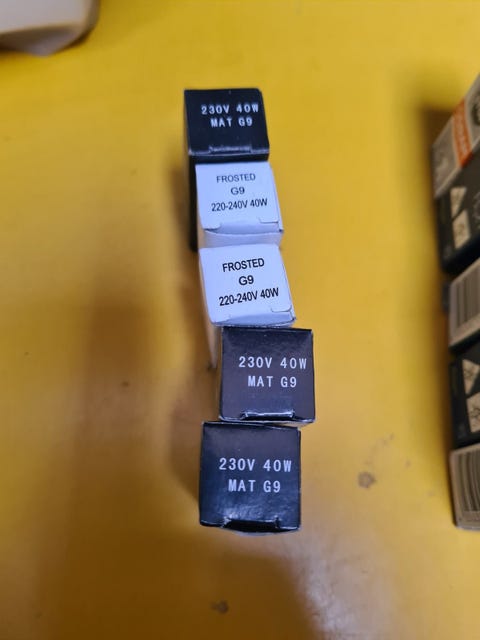 230V 40W
MAT G9
FROSTED
G9
220-240V 40W
FROSTED
G9
220-240V 40W
230V 40W
MAT G9
230V 40W
MAT G9